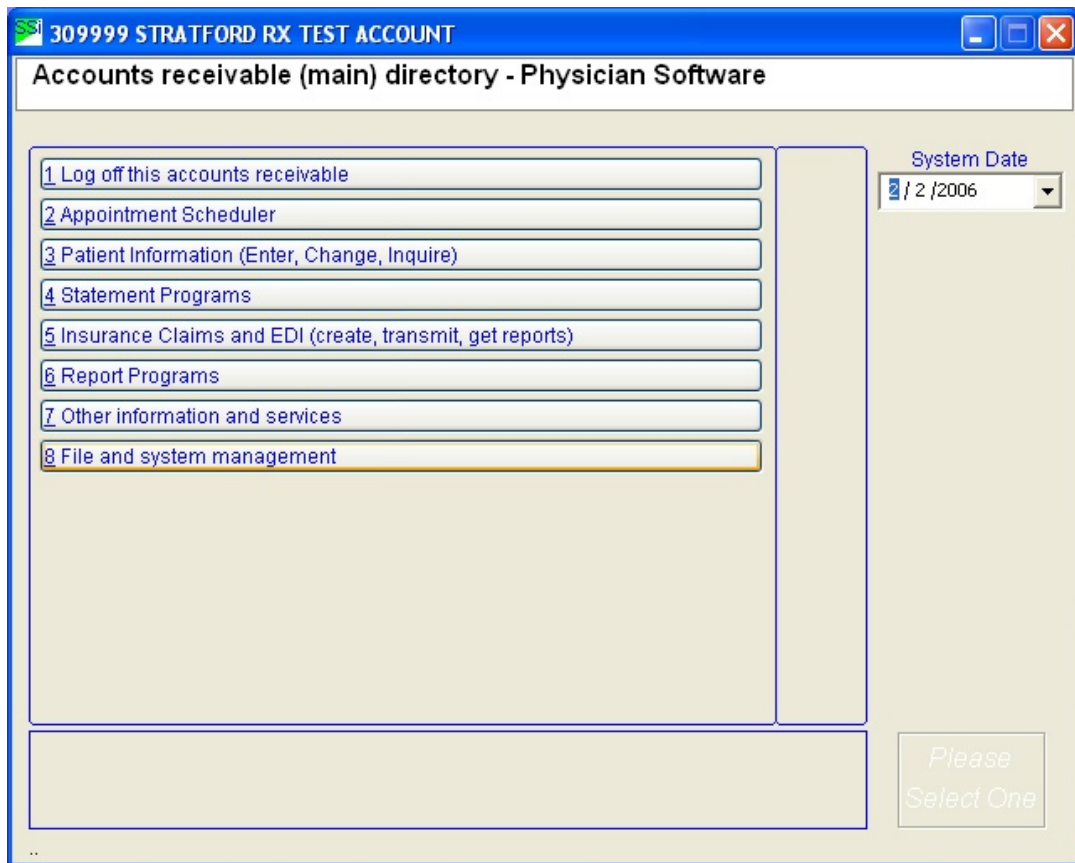 SSi 309999 STRATFORD RX TEST ACCOUNT
Accounts receivable (main) directory - Physician Software
System Date
2 / 2 /2006
1 Log off this accounts receivable
2 Appointment Scheduler
3 Patient Information (Enter, Change, Inquire)
4 Statement Programs
5 Insurance Claims and EDI (create, transmit, get reports)
6 Report Programs
7 Other information and services
8 File and system management
Please
Select One
..